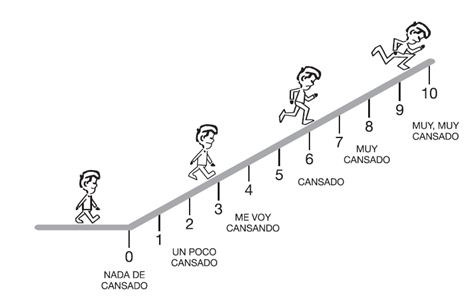 0
NADA DE
CANSADO
1
2
UN POCO
CANSADO
3
4
ME VOY
CANSANDO
5
6
CANSADO
7
8
MUY
CANSADO
9
10
MUY, MUY
CANSADO